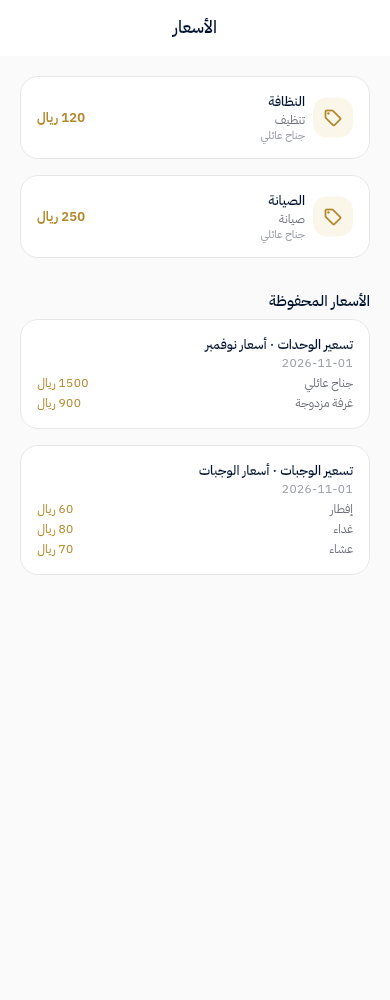 الأسعار
النظافة
تنظيف
جناح عائلي
120 ريال
الصيانة
صيانة
جناح عائلي
250 ريال
الأسعار المحفوظة
تسعير الوحدات · أسعار نوفمبر
2026-11-01
جناح عائلي 1500 ريال
غرفة مزدوجة 900 ريال
تسعير الوجبات · أسعار الوجبات
2026-11-01
إفطار 60 ريال
غداء 80 ريال
عشاء 70 ريال